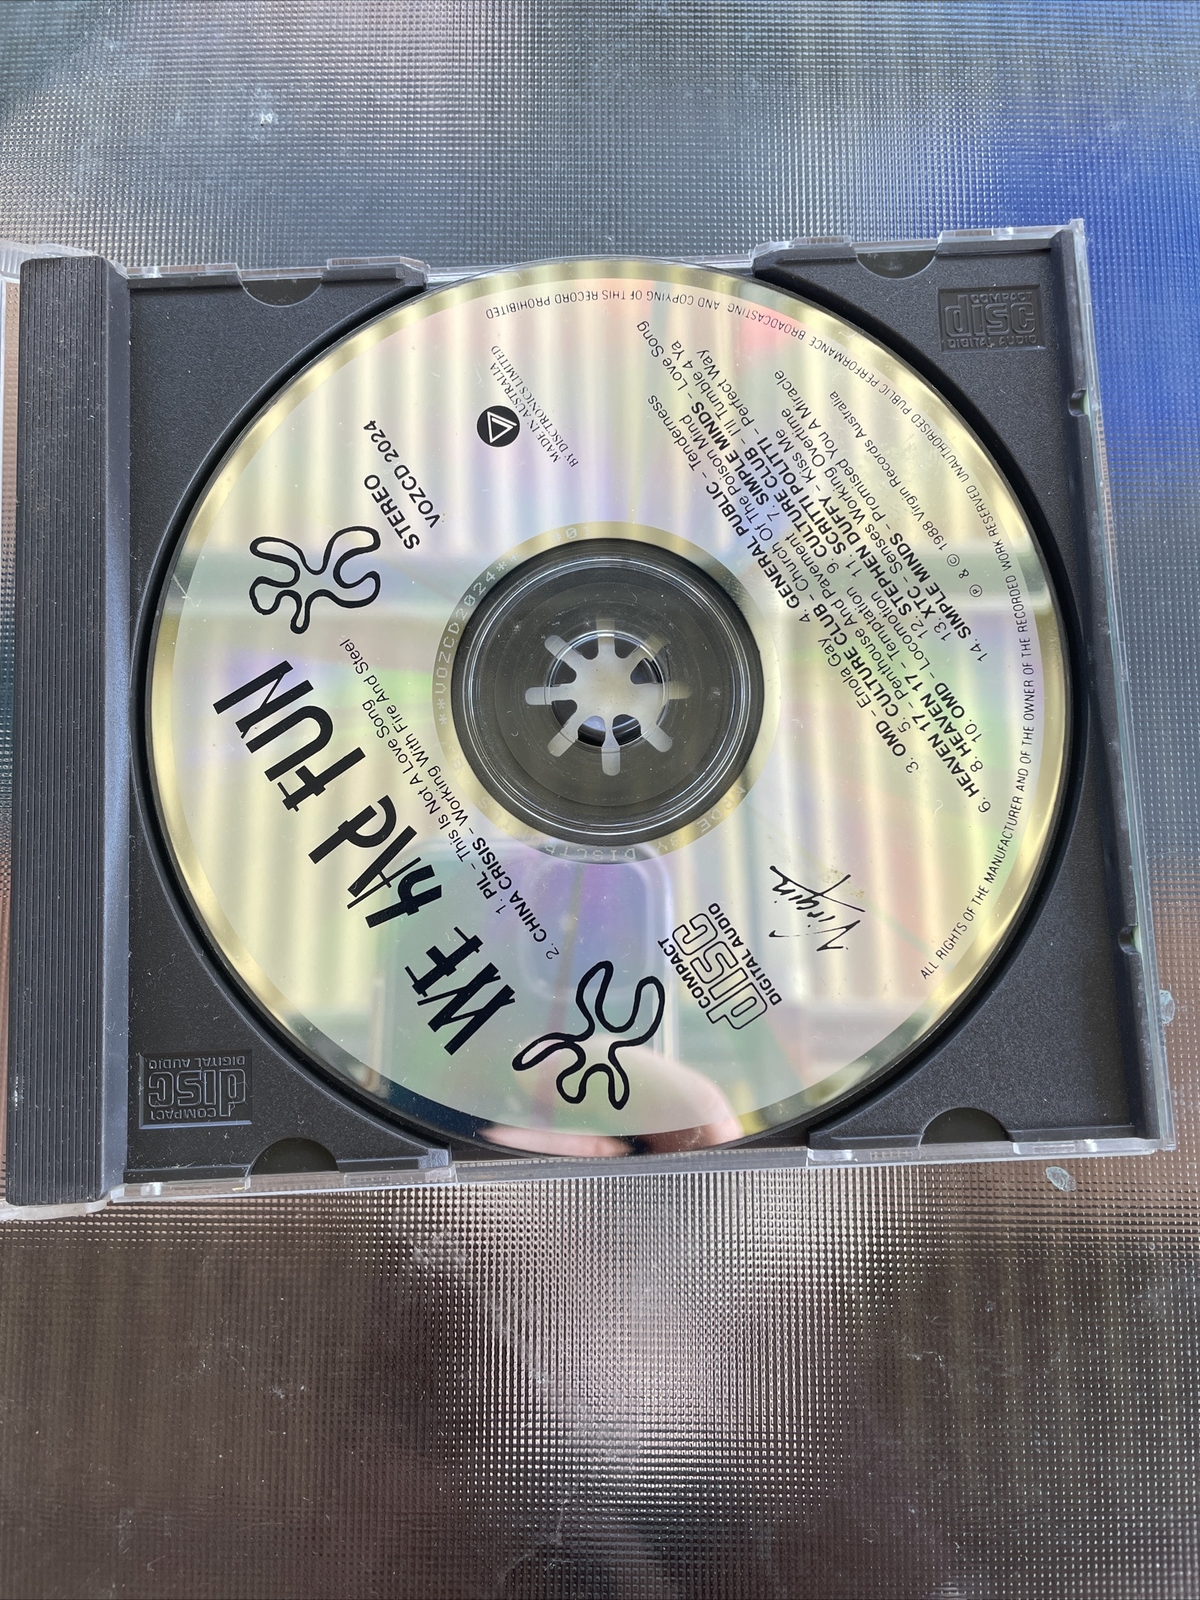 WE HAD FUN
1. PIL - This Is Not A Love Song
2. CHINA CRISIS - Working With Fire And Steel
STEREO
VOZCD 2024
MADE IN AUSTRALIA
BY DISCTRONICS LIMITED
COMPACT
disc
DIGITAL AUDIO
Virgin
3. OMD - Enola Gay 4. GENERAL PUBLIC - Tenderness
5. CULTURE CLUB - Church Of The Poison Mind
6. HEAVEN 17 - Penthouse And Pavement 7. SIMPLE MINDS - Love Song
8. HEAVEN 17 - Temptation 9. CULTURE CLUB - I'll Tumble 4 Ya
10. OMD - Locomotion 11. SCRITTI POLITTI - Perfect Way
12. STEPHEN DUFFY - Kiss Me
13. XTC - Senses Working Overtime
14. SIMPLE MINDS - Promised You A Miracle
℗ & © 1988 Virgin Records Australia
ALL RIGHTS OF THE MANUFACTURER AND OF THE OWNER OF THE RECORDED WORK RESERVED UNAUTHORISED PUBLIC PERFORMANCE BROADCASTING AND COPYING OF THIS RECORD PROHIBITED
**VOZCD2024*
COMPACT
disc
DIGITAL AUDIO
COMPACT
disc
DIGITAL AUDIO